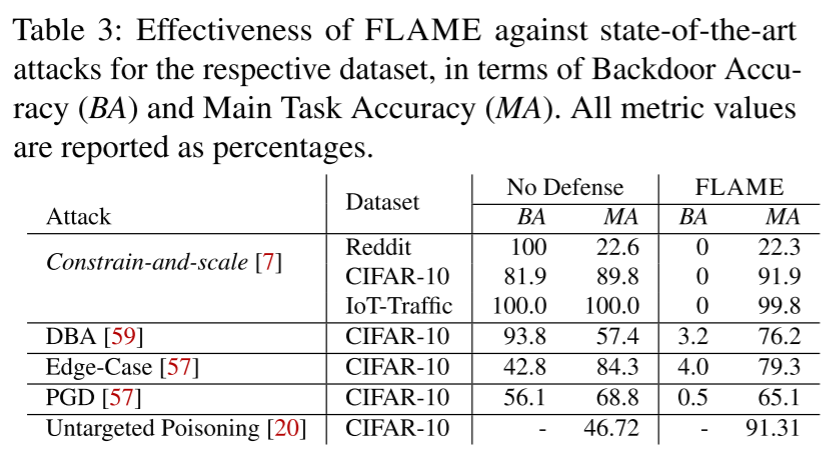 Table 3: Effectiveness of FLAME against state-of-the-art
attacks for the respective dataset, in terms of Backdoor Accu-
racy (BA) and Main Task Accuracy (MA). All metric values
are reported as percentages.
Attack Dataset No Defense FLAME
BA MA BA MA
Constrain-and-scale [7] Reddit 100 22.6 0 22.3
CIFAR-10 81.9 89.8 0 91.9
IoT-Traffic 100.0 100.0 0 99.8
DBA [59] CIFAR-10 93.8 57.4 3.2 76.2
Edge-Case [57] CIFAR-10 42.8 84.3 4.0 79.3
PGD [57] CIFAR-10 56.1 68.8 0.5 65.1
Untargeted Poisoning [20] CIFAR-10 - 46.72 - 91.31